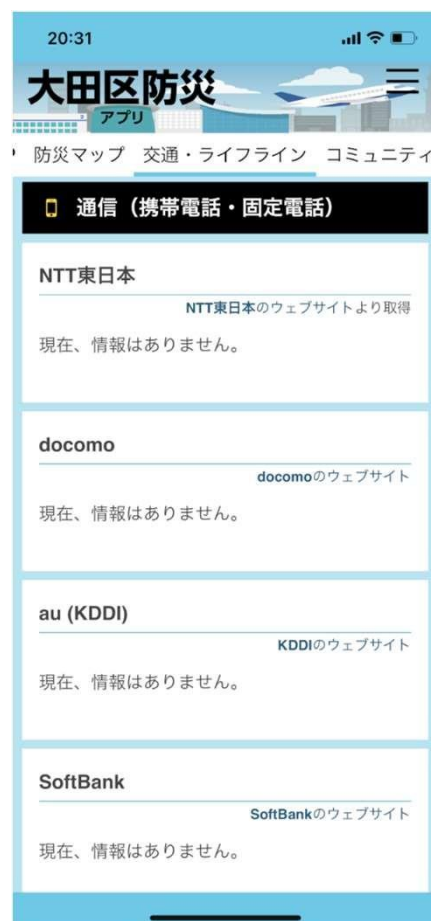 20:31
大田区防災
アプリ
防災マップ 交通・ライフライン コミュニティ
通信（携帯電話・固定電話）
NTT東日本
NTT東日本のウェブサイトより取得
現在、情報はありません。
docomo
docomoのウェブサイト
現在、情報はありません。
au (KDDI)
KDDIのウェブサイト
現在、情報はありません。
SoftBank
SoftBankのウェブサイト
現在、情報はありません。